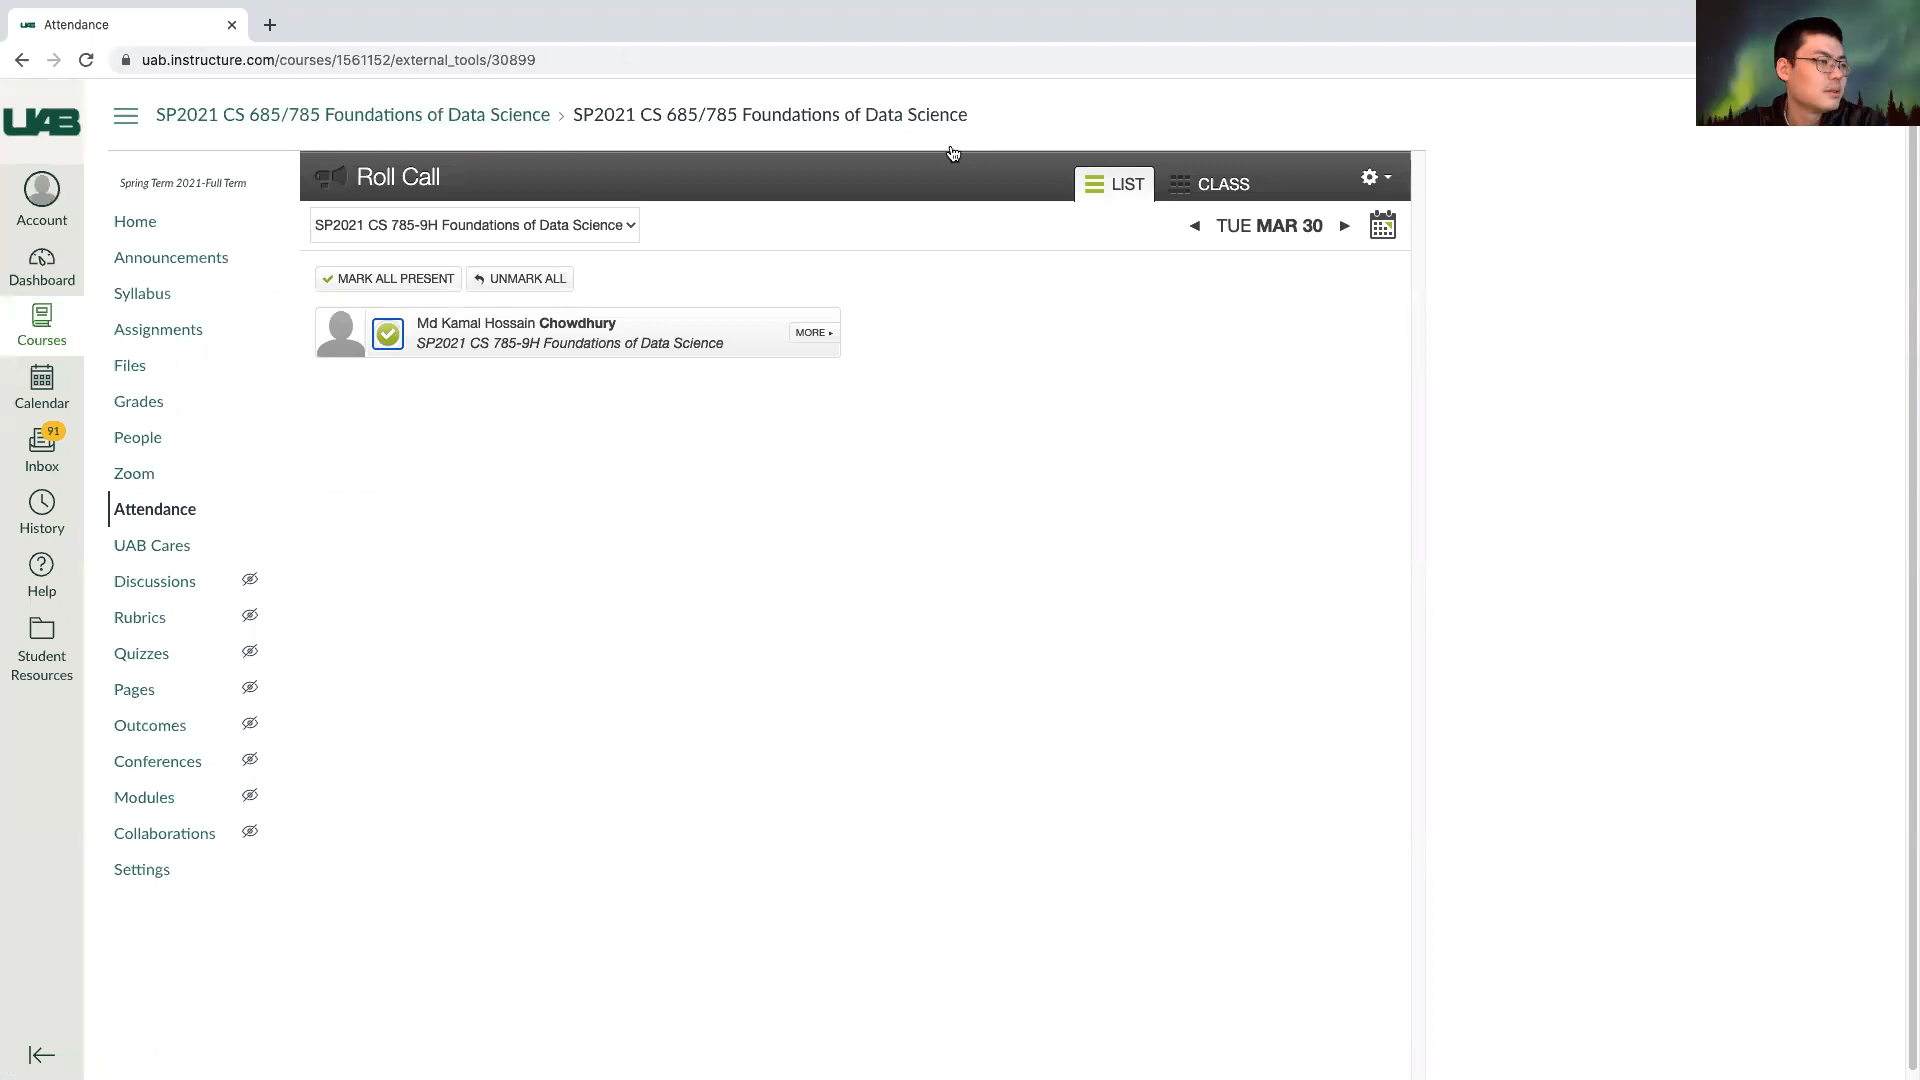 UAB Attendance
uab.instructure.com/courses/1561152/external_tools/30899
UAB
SP2021 CS 685/785 Foundations of Data Science › SP2021 CS 685/785 Foundations of Data Science
Account
Dashboard
Courses
Calendar
91
Inbox
History
Help
Student
Resources
Spring Term 2021-Full Term
Home
Announcements
Syllabus
Assignments
Files
Grades
People
Zoom
Attendance
UAB Cares
Discussions
Rubrics
Quizzes
Pages
Outcomes
Conferences
Modules
Collaborations
Settings
Roll Call
LIST
CLASS
SP2021 CS 785-9H Foundations of Data Science
TUE MAR 30
MARK ALL PRESENT
UNMARK ALL
Md Kamal Hossain Chowdhury
SP2021 CS 785-9H Foundations of Data Science
MORE